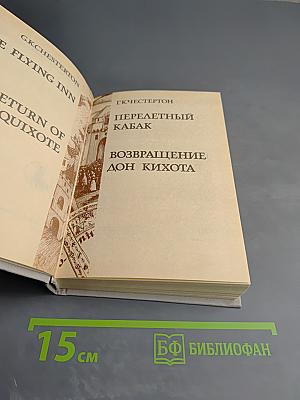 G.K.CHESTERTON
E FLYING INN
ETURN OF
QUIXOTE
Г.К.ЧЕСТЕРТОН
ПЕРЕЛЕТНЫЙ
КАБАК
ВОЗВРАЩЕНИЕ
ДОН КИХОТА
15 см
БФ БИБЛИОФАН